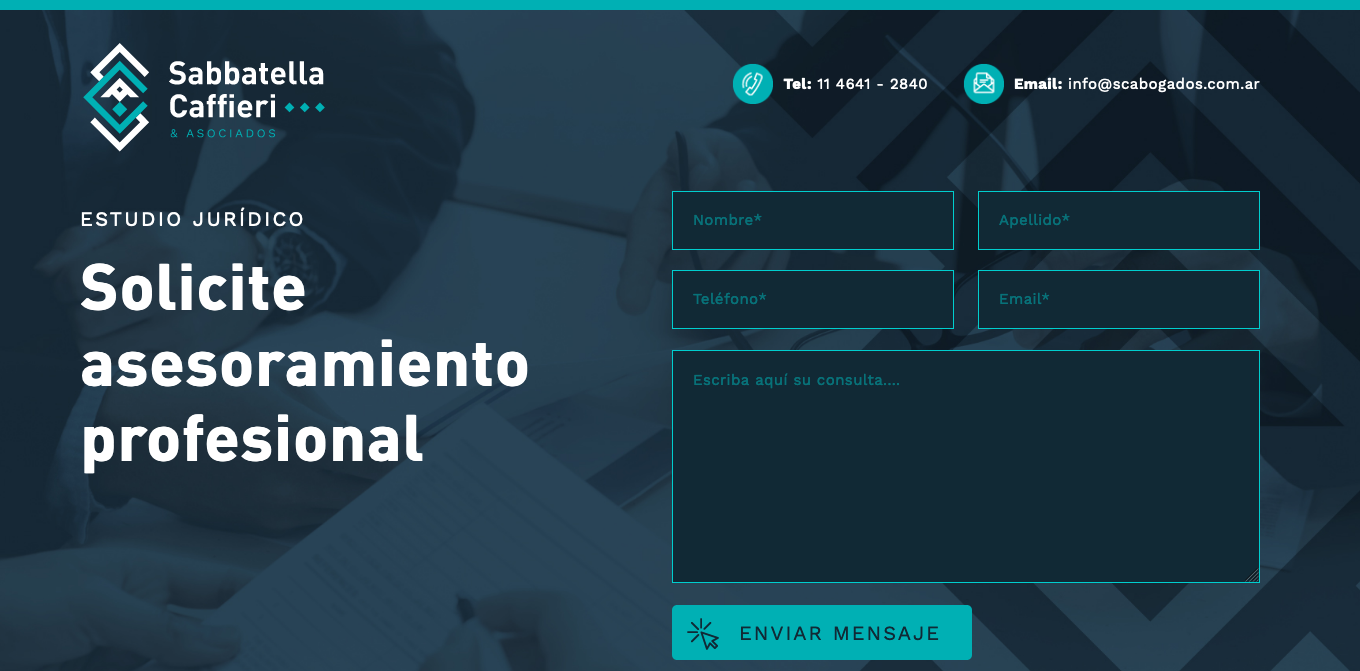 Sabbatella
Caffieri
& ASOCIADOS
Tel: 11 4641 - 2840
Email: info@scabogados.com.ar
ESTUDIO JURÍDICO
Solicite
asesoramiento
profesional
Nombre*
Apellido*
Teléfono*
Email*
Escriba aquí su consulta....
ENVIAR MENSAJE